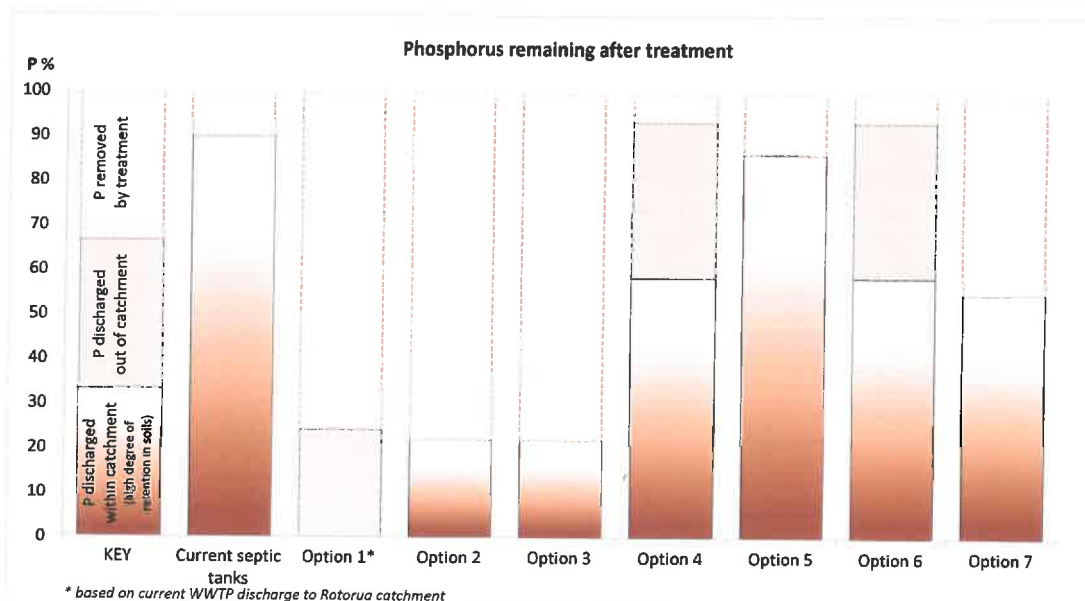 Phosphorus remaining after treatment
P %
100
90
80
70
60
50
40
30
20
10
0
P removed
by treatment
P discharged
out of catchment
P discharged
within catchment
(high degree of
retention in soils)
KEY
Current septic
tanks
Option 1*
Option 2
Option 3
Option 4
Option 5
Option 6
Option 7
* based on current WWTP discharge to Rotorua catchment